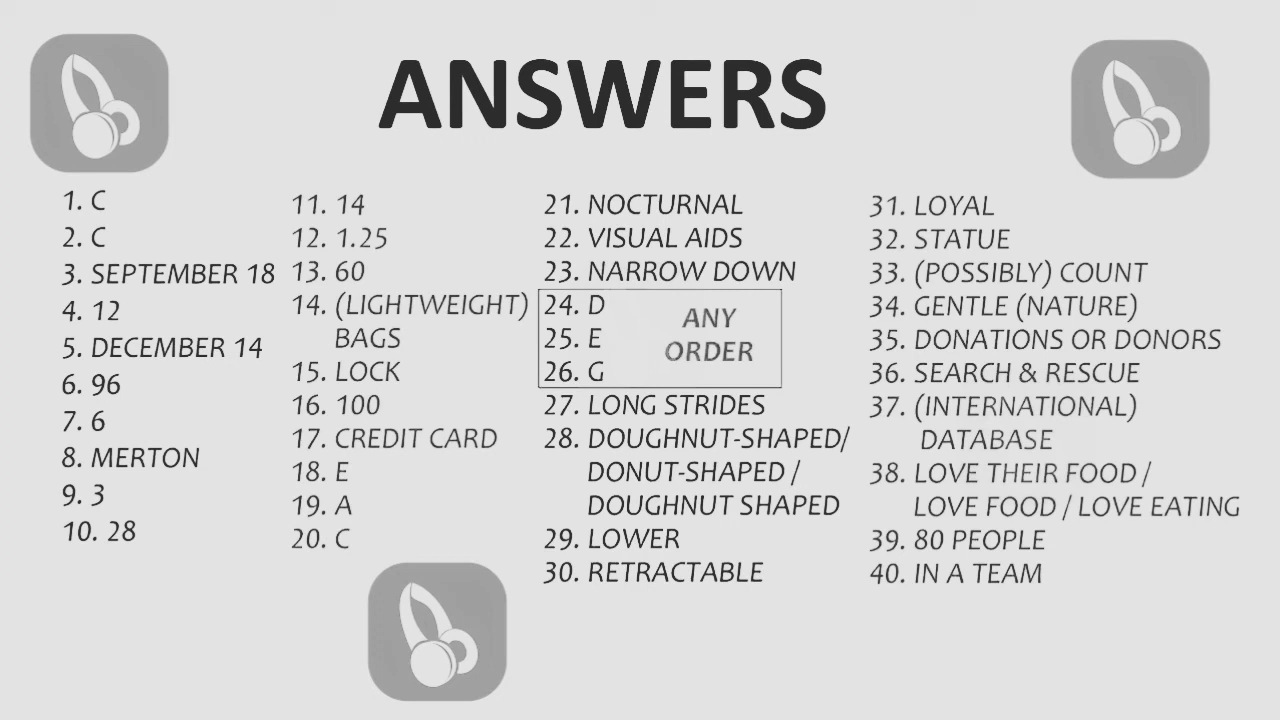 ANSWERS
1. C
2. C
3. SEPTEMBER 18
4. 12
5. DECEMBER 14
6. 96
7. 6
8. MERTON
9. 3
10. 28
11. 14
12. 1.25
13. 60
14. (LIGHTWEIGHT)
BAGS
15. LOCK
16. 100
17. CREDIT CARD
18. E
19. A
20. C
21. NOCTURNAL
22. VISUAL AIDS
23. NARROW DOWN
24. D
25. E
26. G
ANY
ORDER
27. LONG STRIDES
28. DOUGHNUT-SHAPED/
DONUT-SHAPED /
DOUGHNUT SHAPED
29. LOWER
30. RETRACTABLE
31. LOYAL
32. STATUE
33. (POSSIBLY) COUNT
34. GENTLE (NATURE)
35. DONATIONS OR DONORS
36. SEARCH & RESCUE
37. (INTERNATIONAL)
DATABASE
38. LOVE THEIR FOOD /
LOVE FOOD / LOVE EATING
39. 80 PEOPLE
40. IN A TEAM